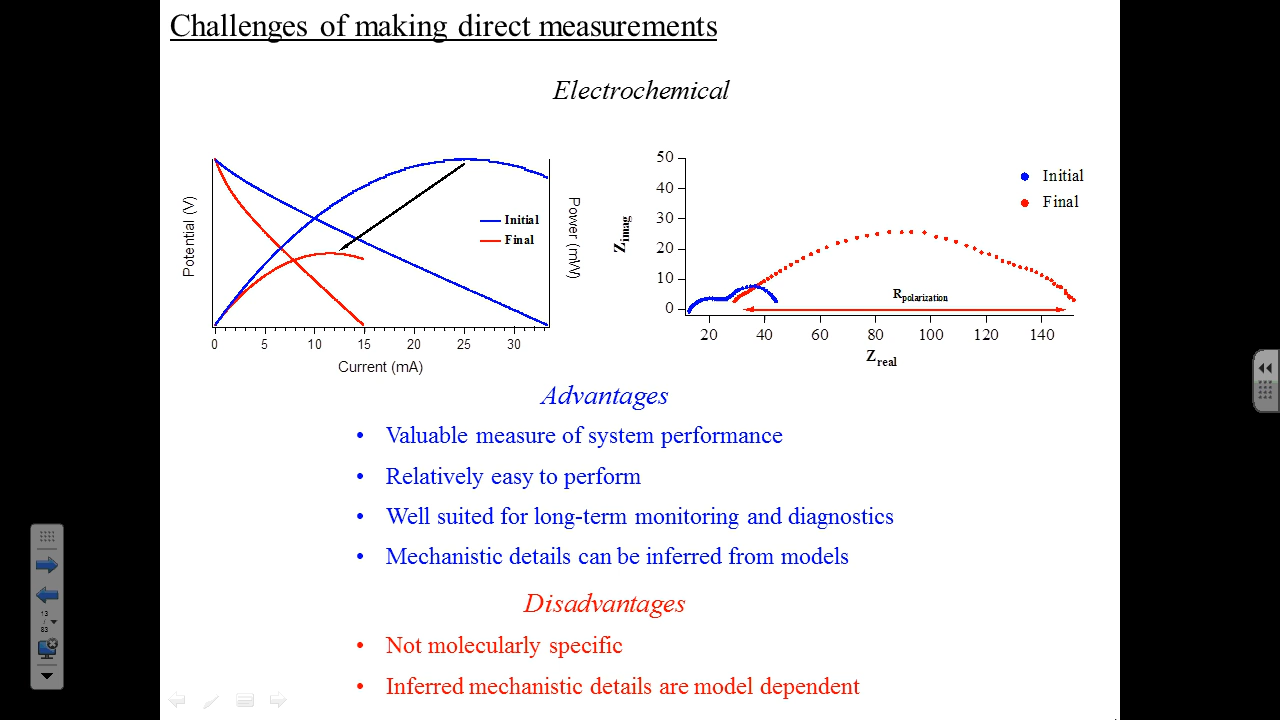 Challenges of making direct measurements
Electrochemical
Potential (V)
Power (mW)
Initial
Final
0 5 10 15 20 25 30
Current (mA)
50
40
30
20
10
0
Zimag
Initial
Final
Rpolarization
20 40 60 80 100 120 140
Zreal
Advantages
• Valuable measure of system performance
• Relatively easy to perform
• Well suited for long-term monitoring and diagnostics
• Mechanistic details can be inferred from models
Disadvantages
• Not molecularly specific
• Inferred mechanistic details are model dependent
13
/
83